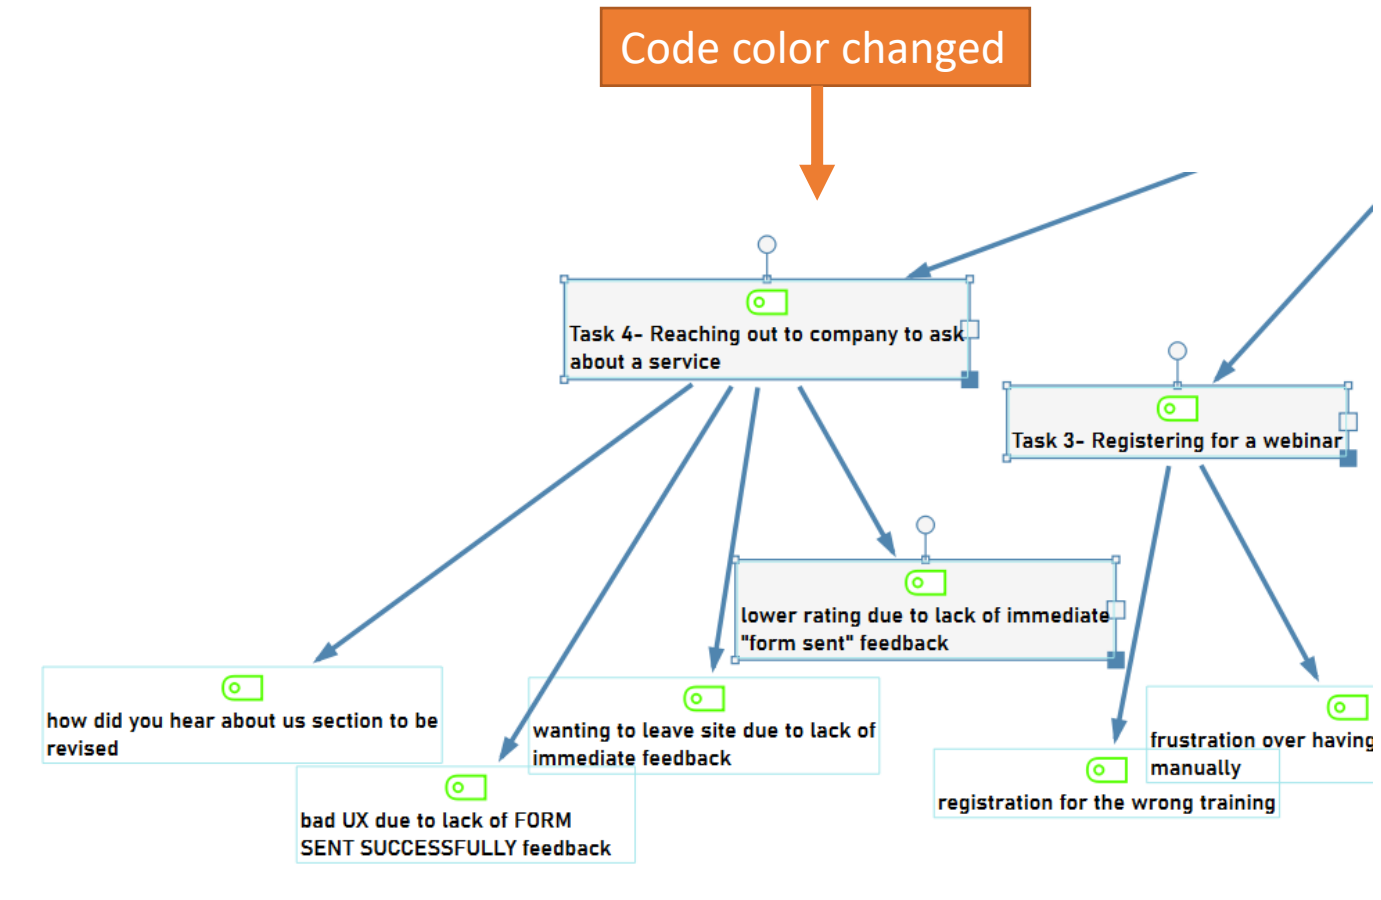 Code color changed
Task 4- Reaching out to company to ask
about a service
Task 3- Registering for a webinar
lower rating due to lack of immediate
"form sent" feedback
how did you hear about us section to be
revised
wanting to leave site due to lack of
immediate feedback
frustration over having
manually
registration for the wrong training
bad UX due to lack of FORM
SENT SUCCESSFULLY feedback